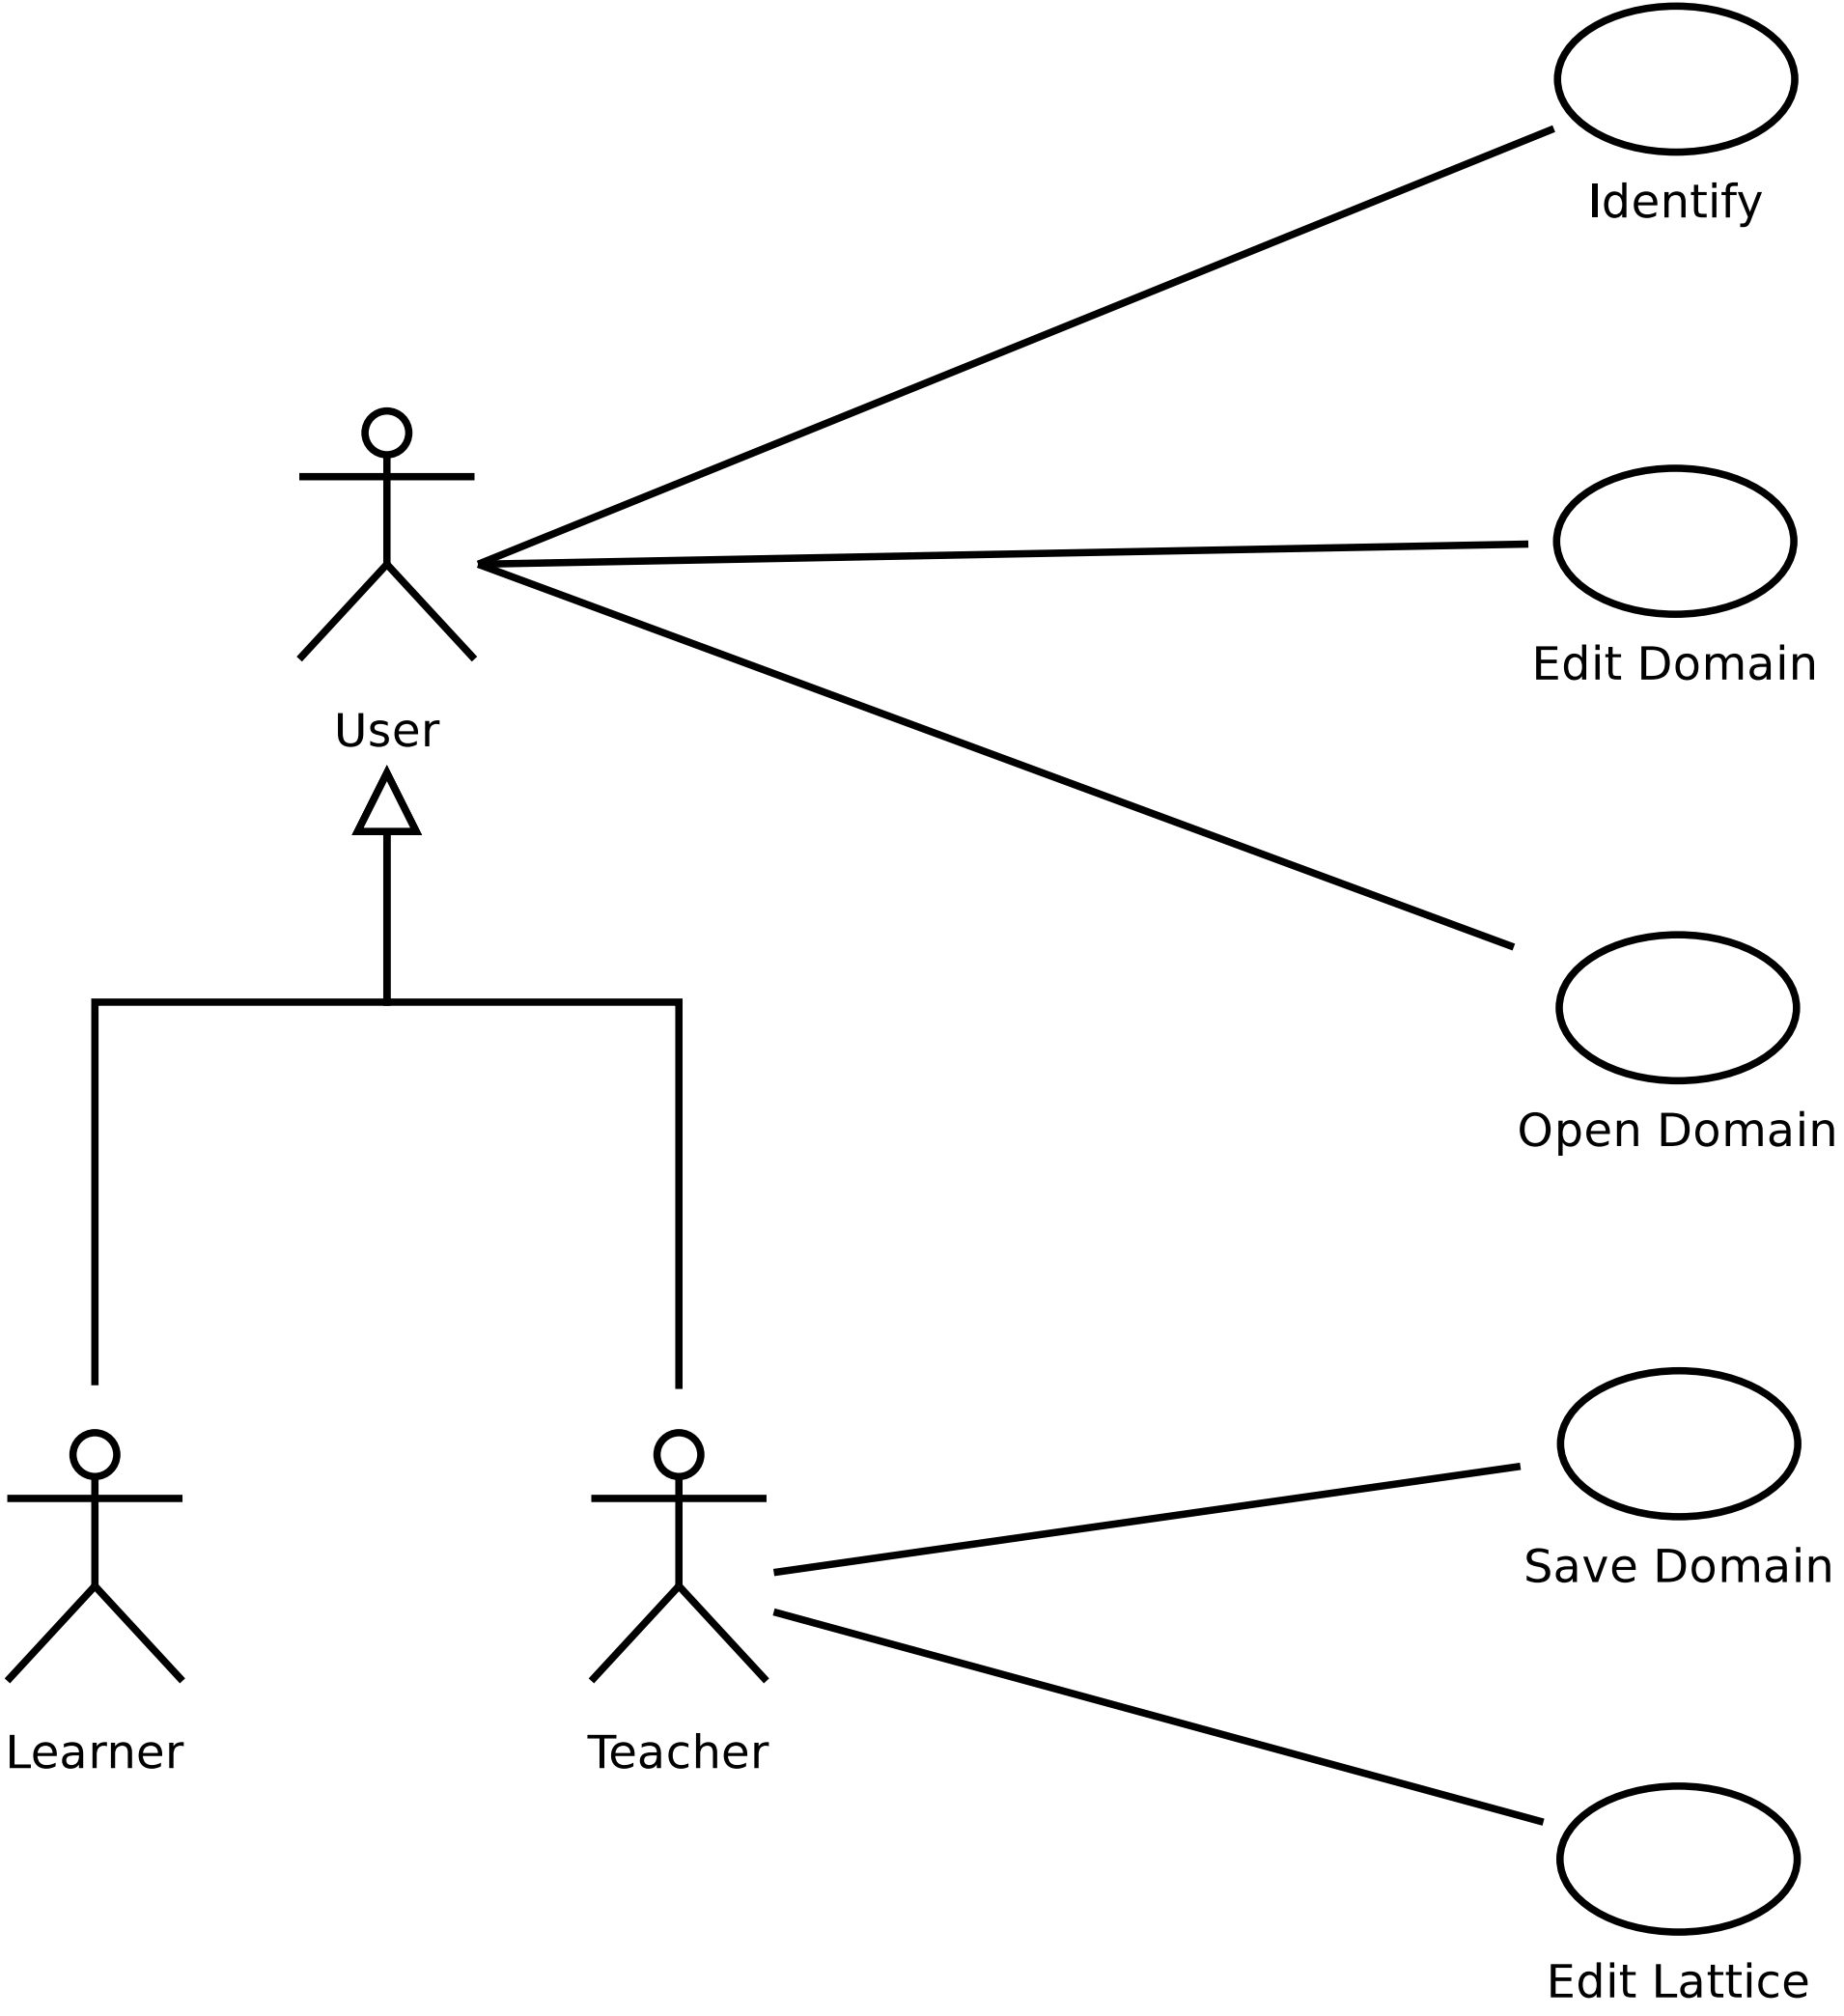 Identify
Edit Domain
User
Open Domain
Save Domain
Learner
Teacher
Edit Lattice